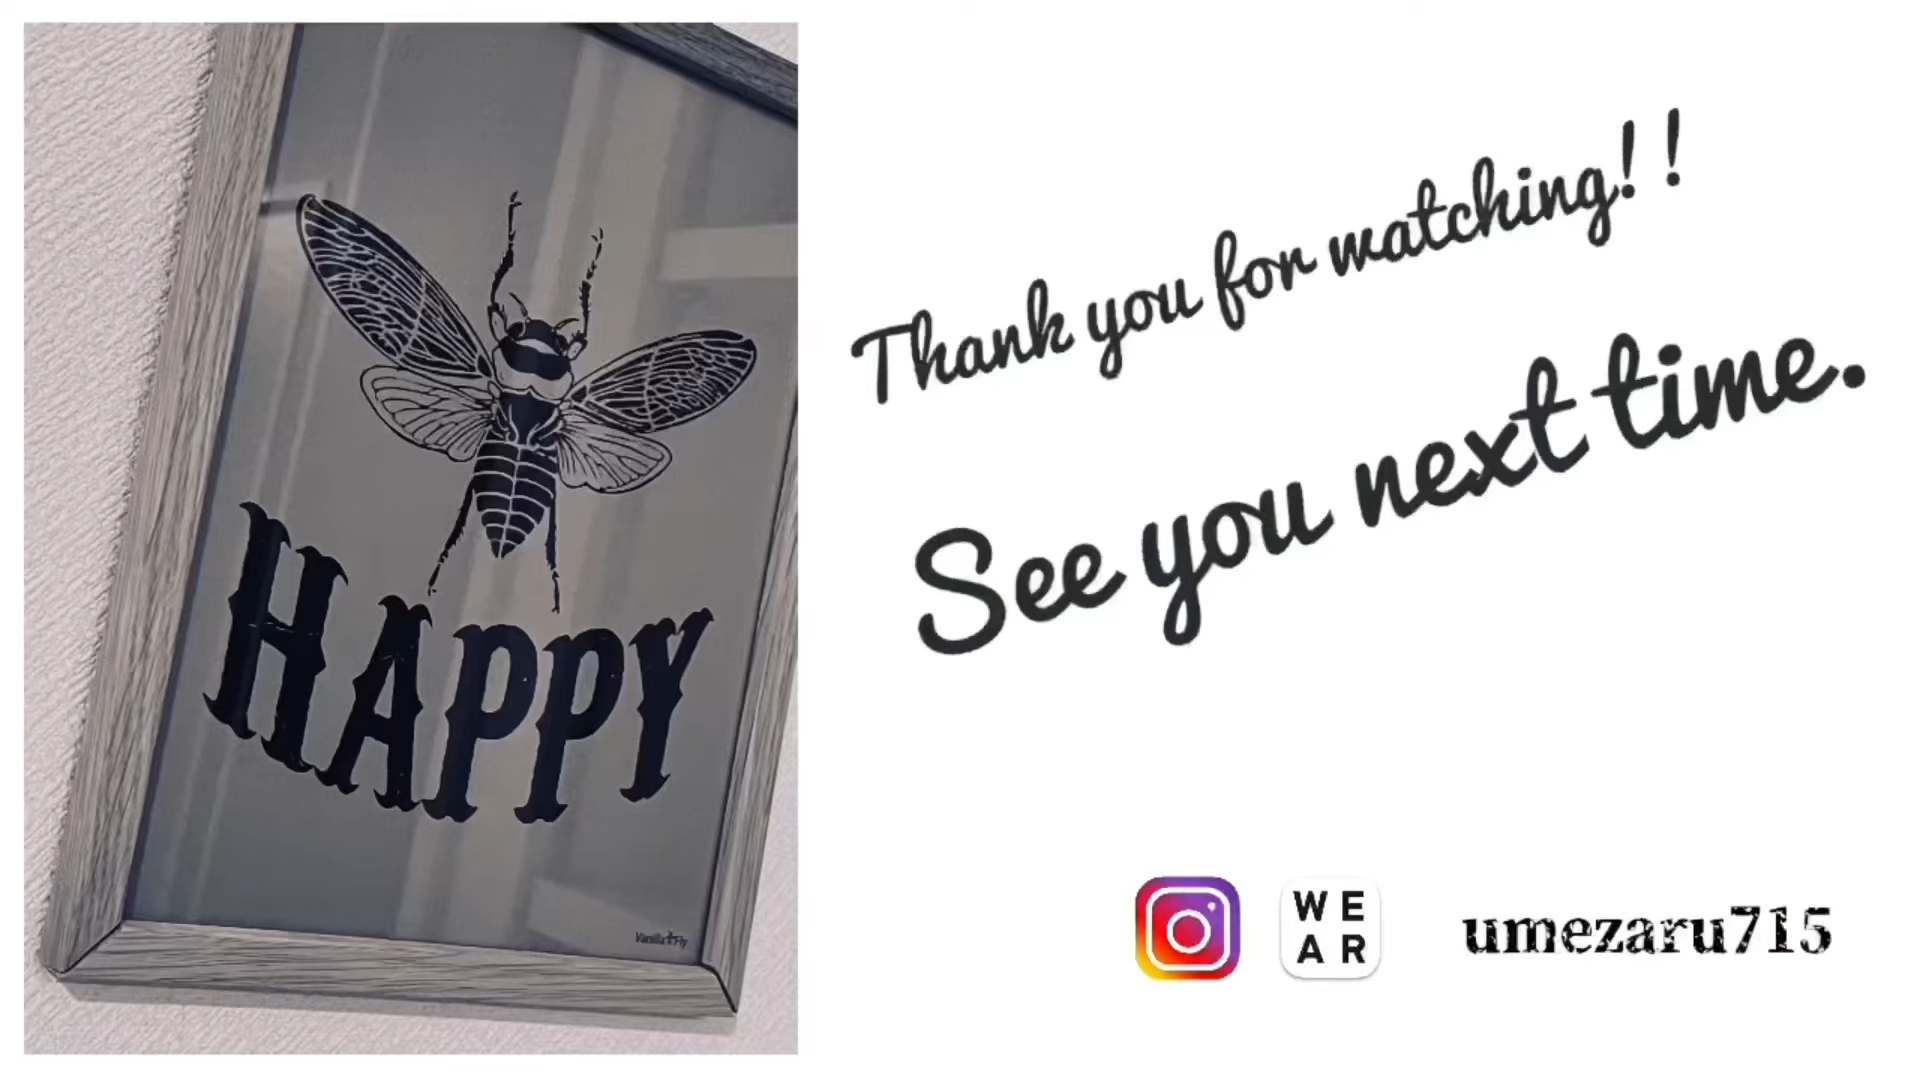 HAPPY
Vanilla Fly
Thank you for watching!!
See you next time.
WE
AR
umezaru715